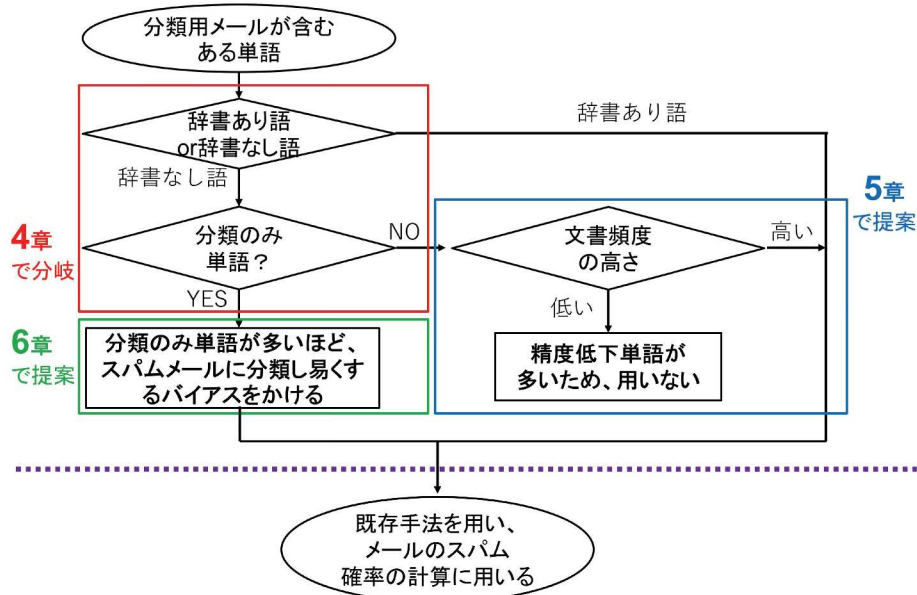 分類用メールが含む
ある単語
辞書あり語
or辞書なし語
辞書あり語
辞書なし語
4章
で分岐
分類のみ
単語？
NO
YES
5章
で提案
文書頻度
の高さ
高い
低い
精度低下単語が
多いため、用いない
6章
で提案
分類のみ単語が多いほど、
スパムメールに分類し易くす
るバイアスをかける
既存手法を用い、
メールのスパム
確率の計算に用いる